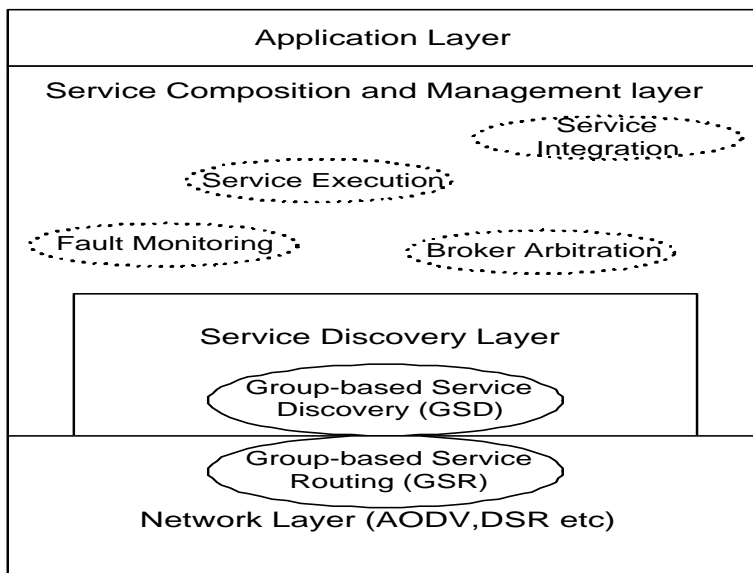 Application Layer
Service Composition and Management layer
Service
Integration
Service Execution
Fault Monitoring
Broker Arbitration
Service Discovery Layer
Group-based Service
Discovery (GSD)
Group-based Service
Routing (GSR)
Network Layer (AODV,DSR etc)